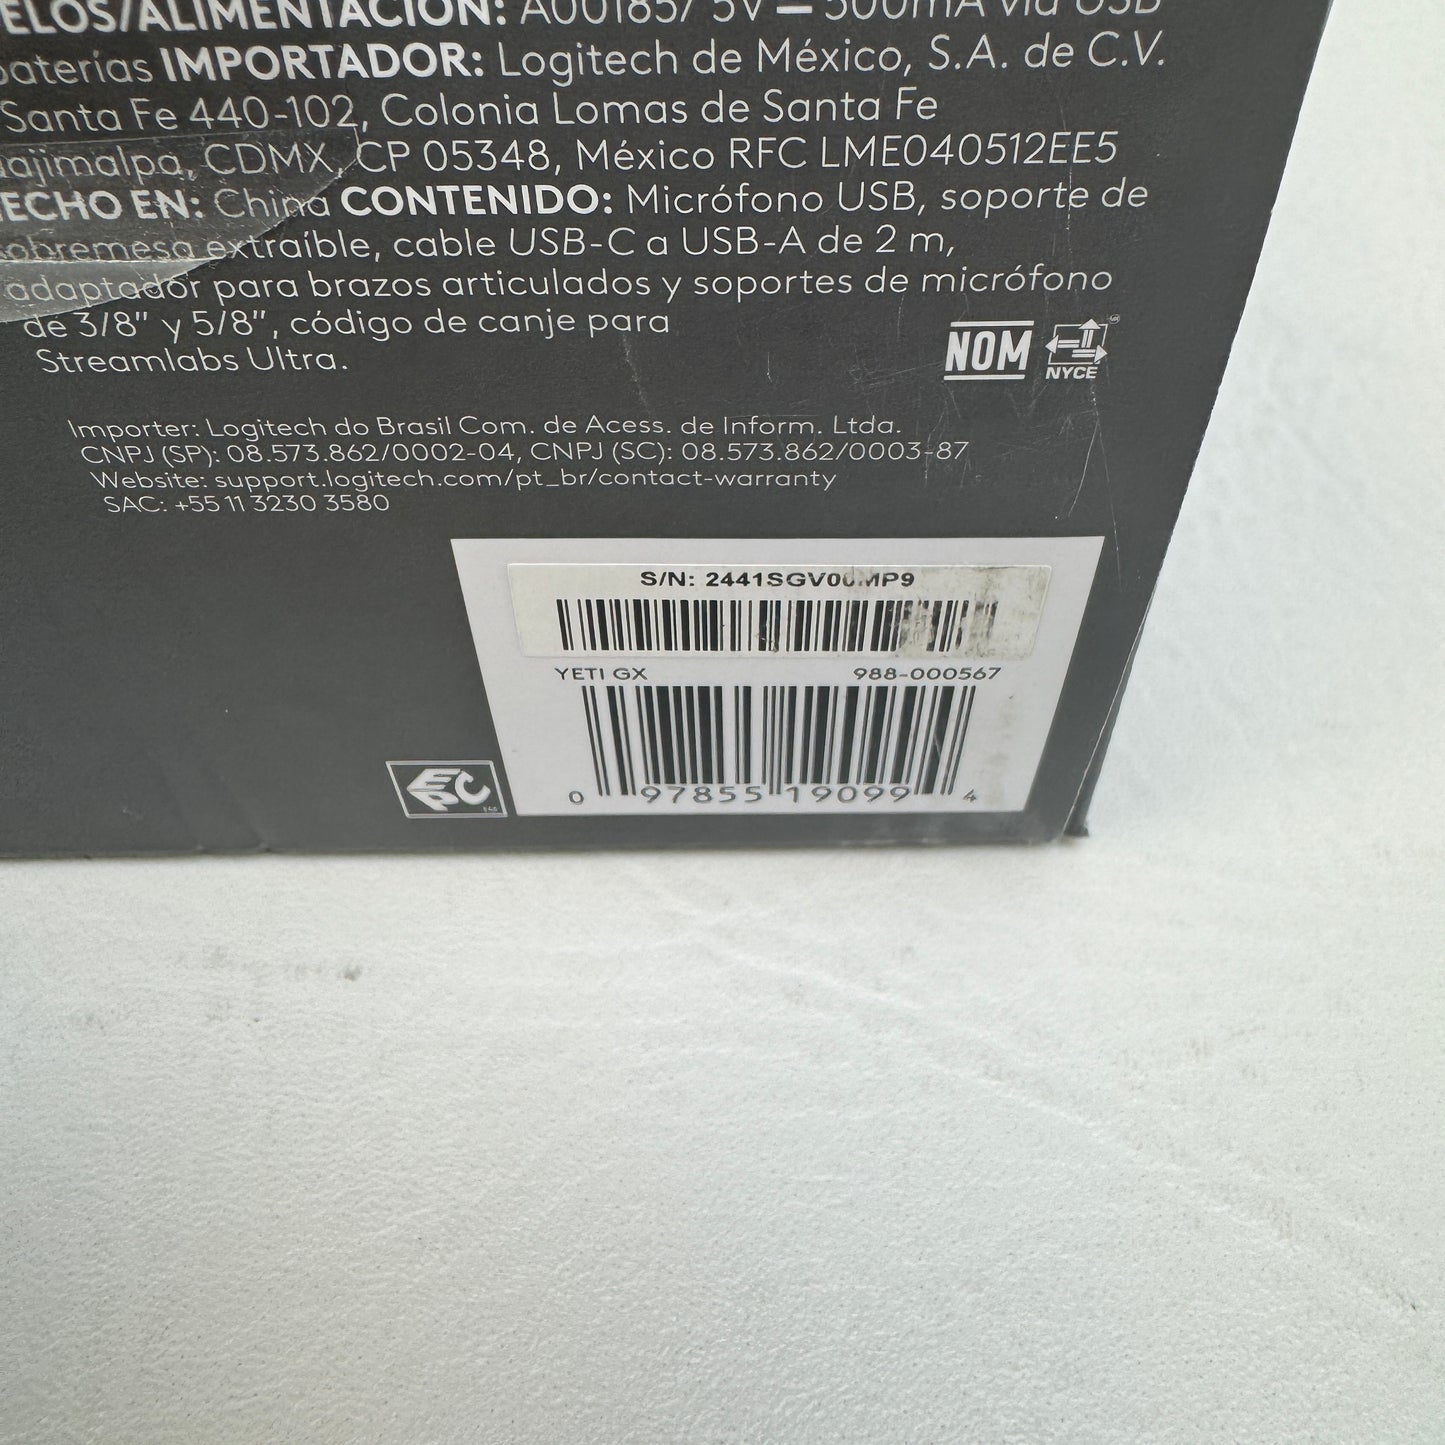 ELOS/ALIMENTACIÓN: A00185/ 5V ⎓ 500mA vía USB
baterías IMPORTADOR: Logitech de México, S.A. de C.V.
Santa Fe 440-102, Colonia Lomas de Santa Fe
ajimalpa, CDMX, CP 05348, México RFC LME040512EE5
ECHO EN: China CONTENIDO: Micrófono USB, soporte de
sobremesa extraíble, cable USB-C a USB-A de 2 m,
adaptador para brazos articulados y soportes de micrófono
de 3/8" y 5/8", código de canje para
Streamlabs Ultra.
NOM NYCE
Importer: Logitech do Brasil Com. de Acess. de Inform. Ltda.
CNPJ (SP): 08.573.862/0002-04, CNPJ (SC): 08.573.862/0003-87
Website: support.logitech.com/pt_br/contact-warranty
SAC: +55 11 3230 3580
S/N: 2441SGV00MP9
YETI GX 988-000567
0 97855 19099 4